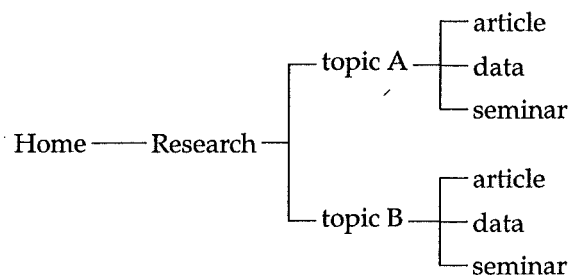 article
topic A
data
seminar
Home
Research
article
topic B
data
seminar